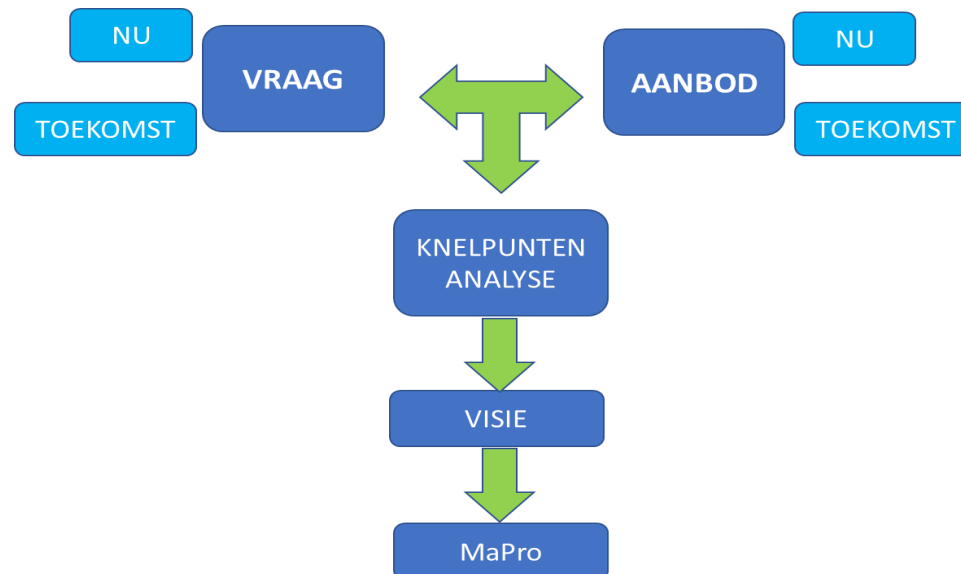 NU
VRAAG
TOEKOMST
NU
AANBOD
TOEKOMST
KNELPUNTEN
ANALYSE
VISIE
MaPro